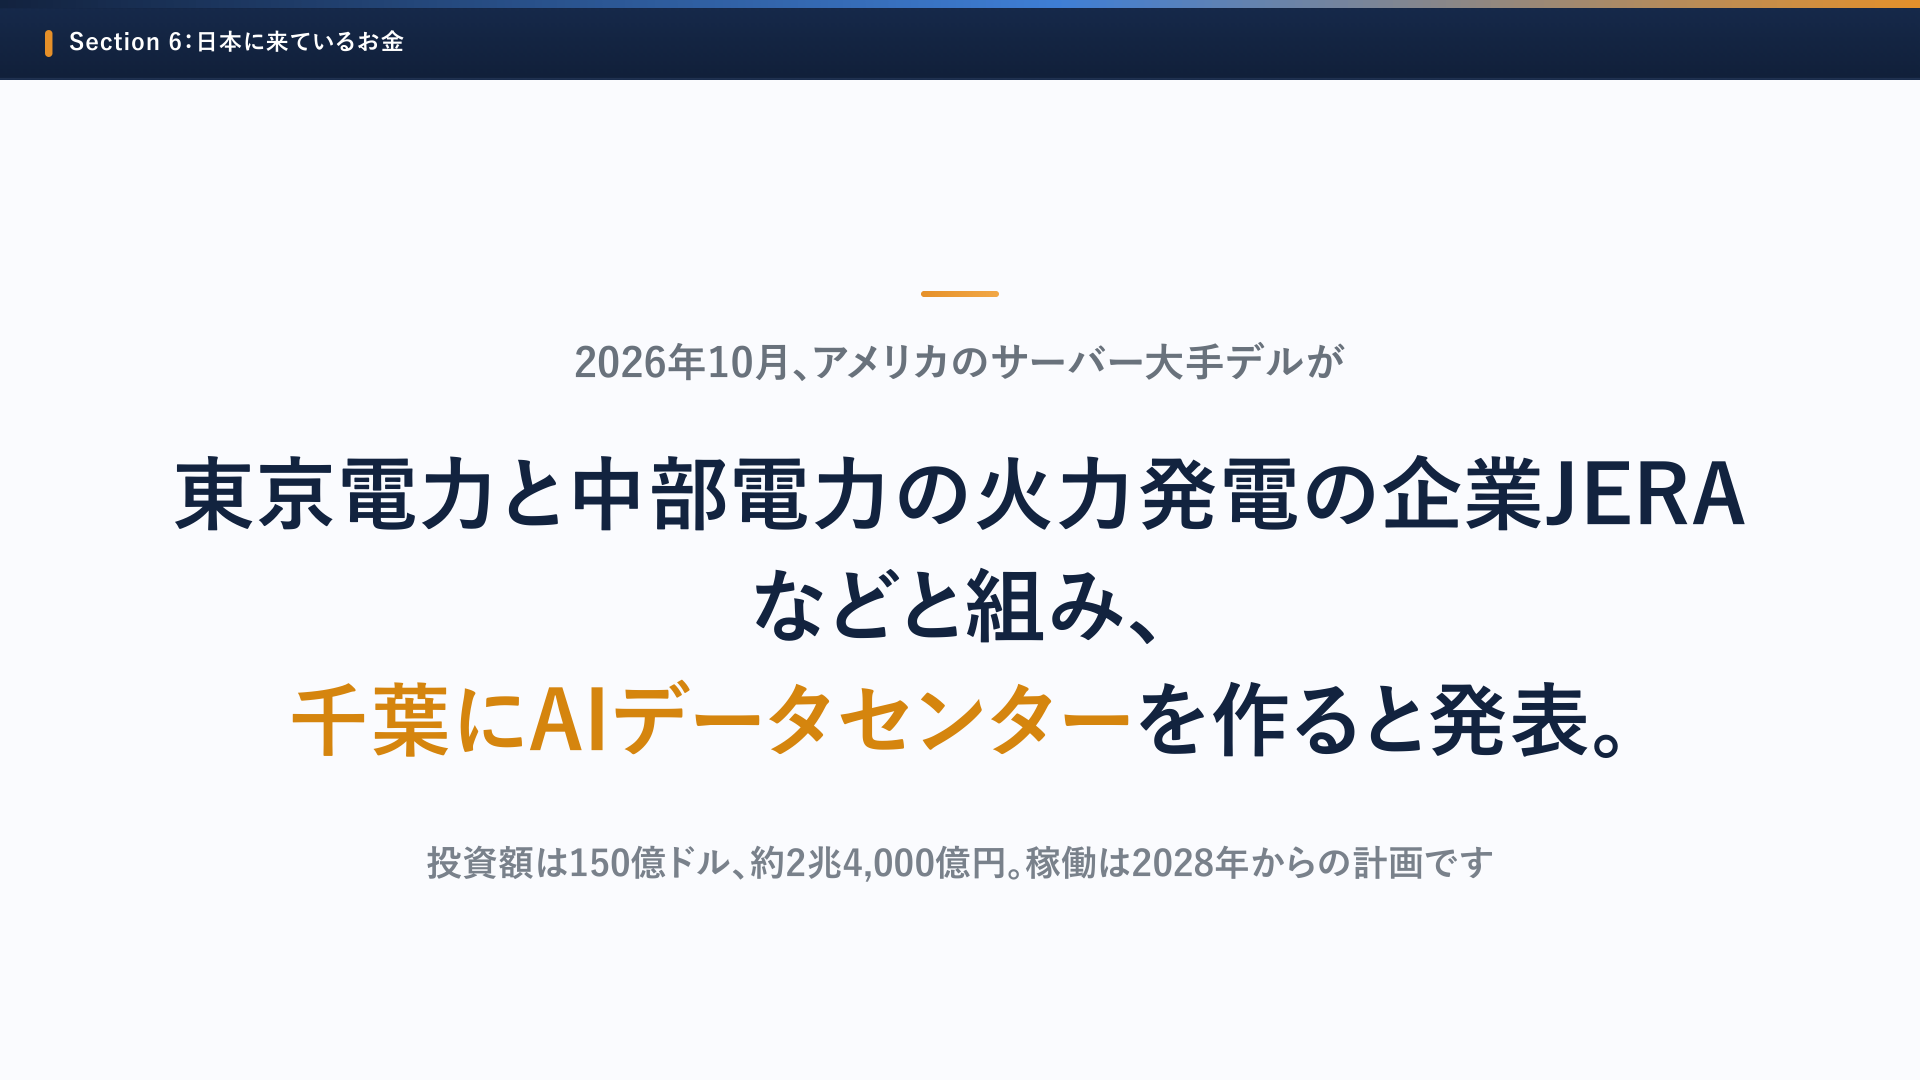 Section 6：日本に来ているお金
2026年10月、アメリカのサーバー大手デルが
東京電力と中部電力の火力発電の企業JERA
などと組み、
千葉にAIデータセンターを作ると発表。
投資額は150億ドル、約2兆4,000億円。稼働は2028年からの計画です